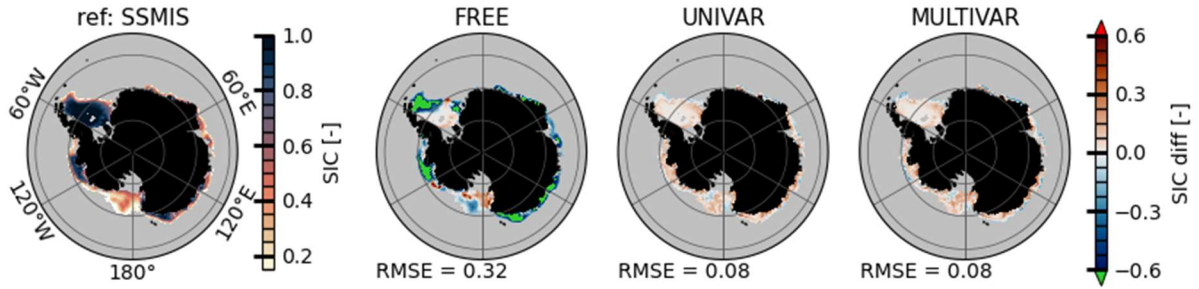 ref: SSMIS
FREE
UNIVAR
MULTIVAR
60°W
60°E
120°W
120°E
180°
1.0
0.8
0.6
0.4
0.2
SIC [-]
RMSE = 0.32
RMSE = 0.08
RMSE = 0.08
0.6
0.3
0.0
−0.3
−0.6
SIC diff [-]